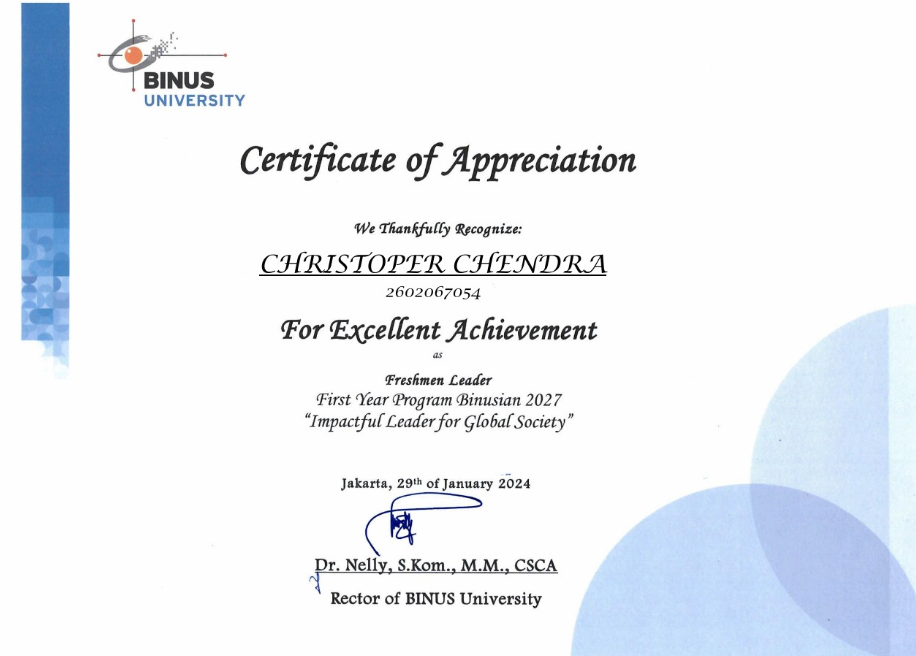 BINUS
UNIVERSITY
Certificate of Appreciation
We Thankfully Recognize:
CHRISTOPER CHENDRA
2602067054
For Excellent Achievement
as
Freshmen Leader
First Year Program Binusian 2027
“Impactful Leader for Global Society”
Jakarta, 29th of January 2024
Dr. Nelly, S.Kom., M.M., CSCA
Rector of BINUS University